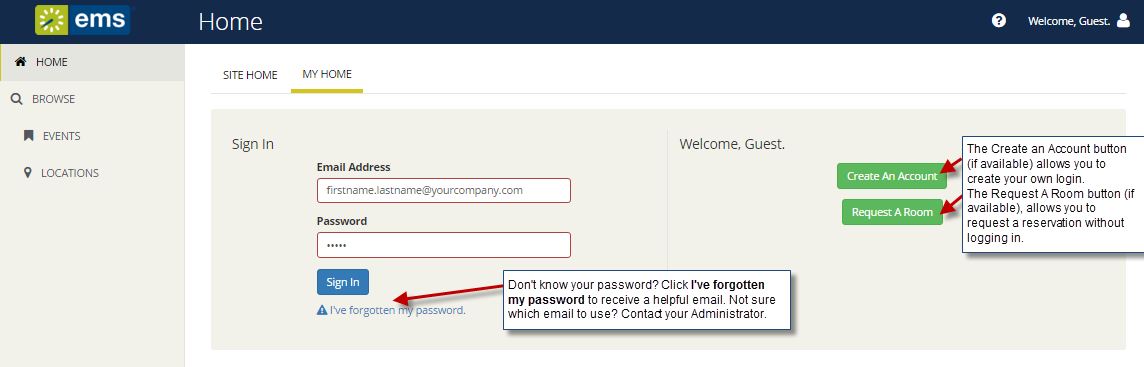 ems
Home
Welcome, Guest.
HOME
BROWSE
EVENTS
LOCATIONS
SITE HOME
MY HOME
Sign In
Email Address
firstname.lastname@yourcompany.com
Password
•••••
Sign In
I've forgotten my password.
Don't know your password? Click I've forgotten
my password to receive a helpful email. Not sure
which email to use? Contact your Administrator.
Welcome, Guest.
Create An Account
Request A Room
The Create an Account button
(if available) allows you to
create your own login.
The Request A Room button (if
available), allows you to
request a reservation without
logging in.